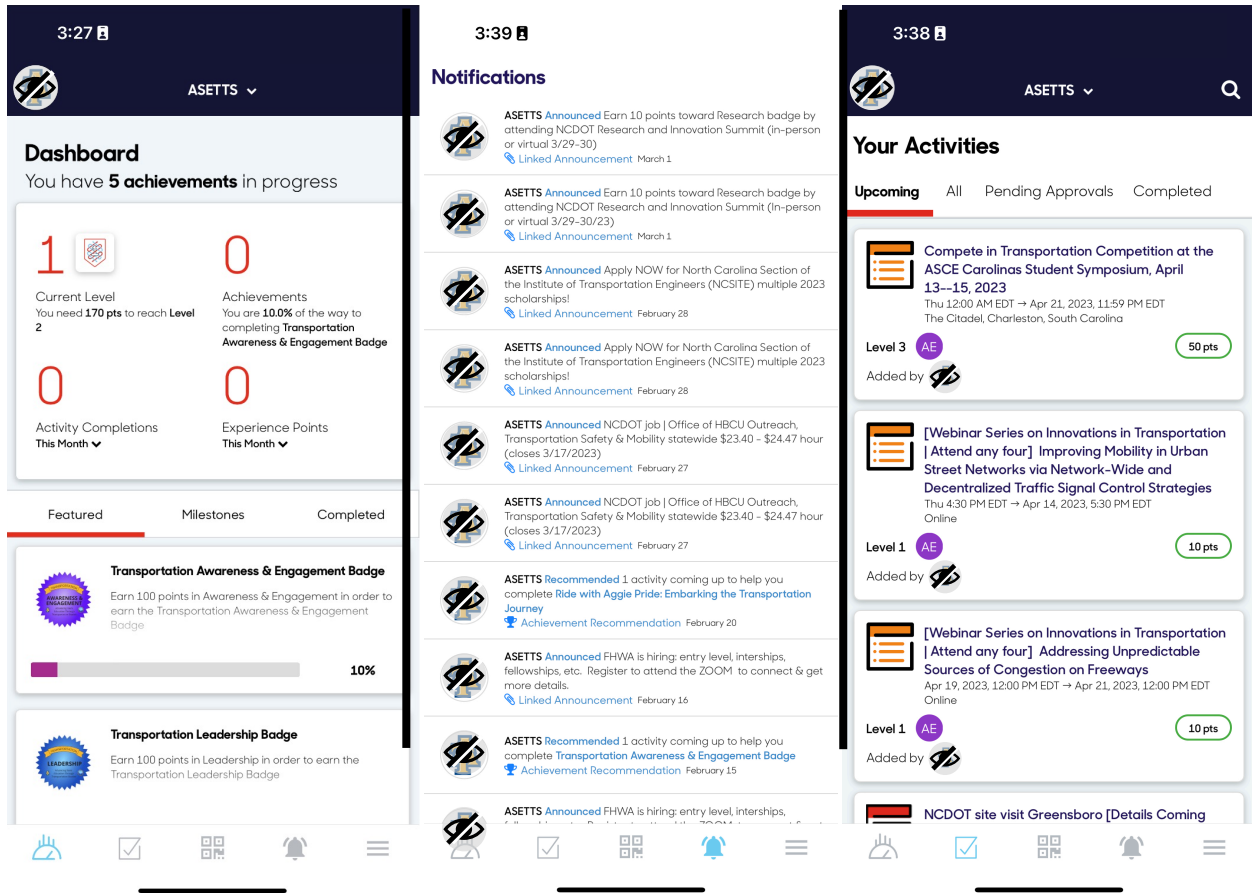 3:27
ASETTS
Dashboard
You have 5 achievements in progress
1
Current Level
You need 170 pts to reach Level
2
0
Achievements
You are 10.0% of the way to
completing Transportation
Awareness & Engagement Badge
0
Activity Completions
This Month
0
Experience Points
This Month
Featured
Milestones
Completed
AWARENESS &
ENGAGEMENT
Transportation Awareness & Engagement Badge
Earn 100 points in Awareness & Engagement in order to
earn the Transportation Awareness & Engagement
Badge
10%
LEADERSHIP
Transportation Leadership Badge
Earn 100 points in Leadership in order to earn the
Transportation Leadership Badge
3:39
Notifications
ASETTS Announced Earn 10 points toward Research badge by
attending NCDOT Research and Innovation Summit (in-person
or virtual 3/29-30)
Linked Announcement March 1
ASETTS Announced Earn 10 points toward Research badge by
attending NCDOT Research and Innovation Summit (In-person
or virtual 3/29-30/23)
Linked Announcement March 1
ASETTS Announced Apply NOW for North Carolina Section of
the Institute of Transportation Engineers (NCSITE) multiple 2023
scholarships!
Linked Announcement February 28
ASETTS Announced Apply NOW for North Carolina Section of
the Institute of Transportation Engineers (NCSITE) multiple 2023
scholarships!
Linked Announcement February 28
ASETTS Announced NCDOT job | Office of HBCU Outreach,
Transportation Safety & Mobility statewide $23.40 - $24.47 hour
(closes 3/17/2023)
Linked Announcement February 27
ASETTS Announced NCDOT job | Office of HBCU Outreach,
Transportation Safety & Mobility statewide $23.40 - $24.47 hour
(closes 3/17/2023)
Linked Announcement February 27
ASETTS Recommended 1 activity coming up to help you
complete Ride with Aggie Pride: Embarking the Transportation
Journey
Achievement Recommendation February 20
ASETTS Announced FHWA is hiring: entry level, interships,
fellowships, etc. Register to attend the ZOOM to connect & get
more details.
Linked Announcement February 16
ASETTS Recommended 1 activity coming up to help you
complete Transportation Awareness & Engagement Badge
Achievement Recommendation February 15
ASETTS Announced FHWA is hiring: entry level, interships,
3:38
ASETTS
Your Activities
Upcoming
All
Pending Approvals
Completed
Compete in Transportation Competition at the
ASCE Carolinas Student Symposium, April
13--15, 2023
Thu 12:00 AM EDT → Apr 21, 2023, 11:59 PM EDT
The Citadel, Charleston, South Carolina
Level 3 AE
50 pts
Added by
[Webinar Series on Innovations in Transportation
| Attend any four] Improving Mobility in Urban
Street Networks via Network-Wide and
Decentralized Traffic Signal Control Strategies
Thu 4:30 PM EDT → Apr 14, 2023, 5:30 PM EDT
Online
Level 1 AE
10 pts
Added by
[Webinar Series on Innovations in Transportation
| Attend any four] Addressing Unpredictable
Sources of Congestion on Freeways
Apr 19, 2023, 12:00 PM EDT → Apr 21, 2023, 12:00 PM EDT
Online
Level 1 AE
10 pts
Added by
NCDOT site visit Greensboro [Details Coming